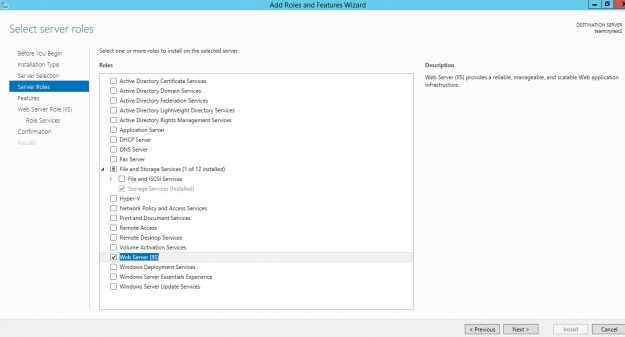 Add Roles and Features Wizard
Select server roles
DESTINATION SERVER
teamcitytest2
Before You Begin
Installation Type
Server Selection
Server Roles
Features
Web Server Role (IIS)
Role Services
Confirmation
Results
Select one or more roles to install on the selected server.
Roles
Active Directory Certificate Services
Active Directory Domain Services
Active Directory Federation Services
Active Directory Lightweight Directory Services
Active Directory Rights Management Services
Application Server
DHCP Server
DNS Server
Fax Server
File and Storage Services (1 of 12 installed)
File and iSCSI Services
Storage Services (Installed)
Hyper-V
Network Policy and Access Services
Print and Document Services
Remote Access
Remote Desktop Services
Volume Activation Services
Web Server (IIS)
Windows Deployment Services
Windows Server Essentials Experience
Windows Server Update Services
Description
Web Server (IIS) provides a reliable, manageable, and scalable Web application
infrastructure.
< Previous
Next >
Install
Cancel